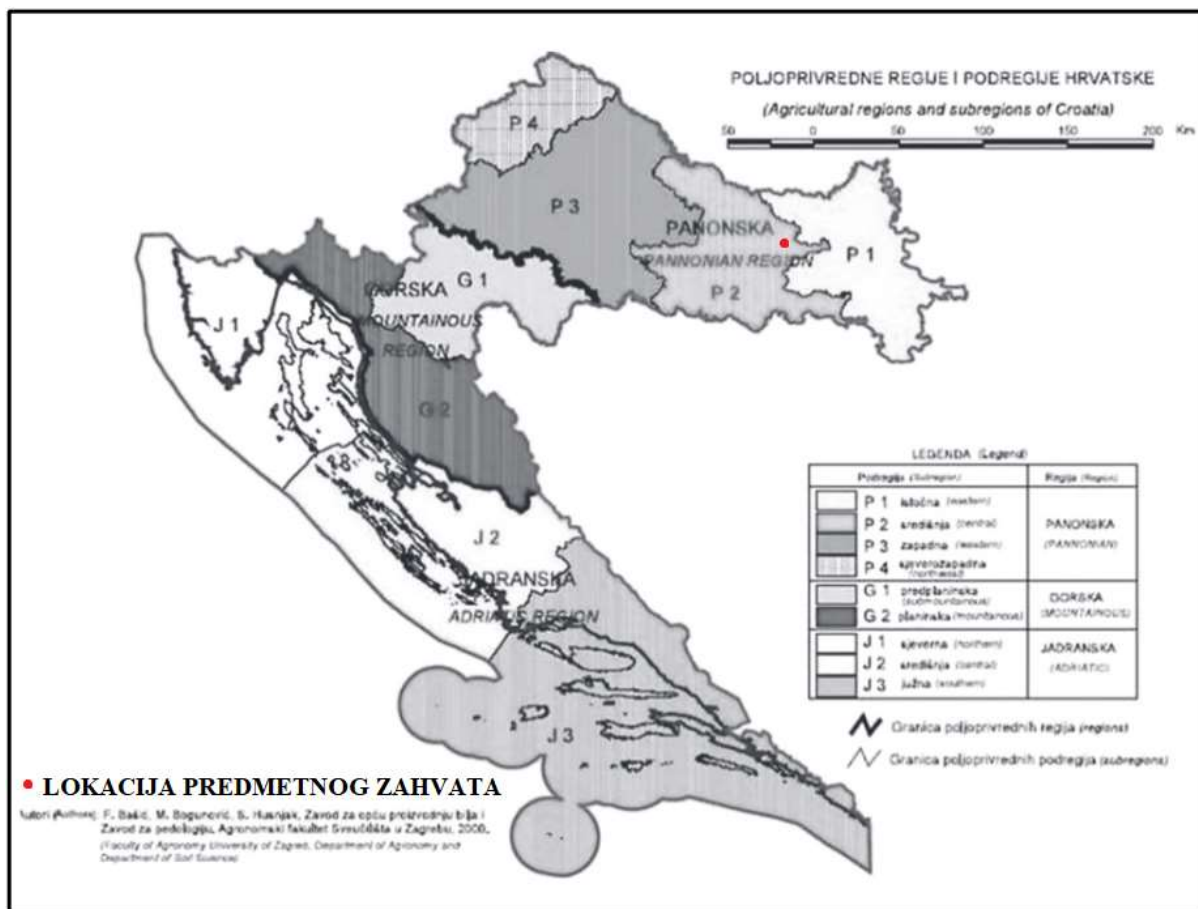 POLJOPRIVREDNE REGIJE I PODREGIJE HRVATSKE
(Agricultural regions and subregions of Croatia)
50 0 50 100 150 200 Km
P 4
P 3
PANONSKA
PANNONIAN REGION
P 2
P 1
G 1
GORSKA
MOUNTAINOUS
REGION
J 1
G 2
J 2
JADRANSKA
ADRIATIS REGION
J 3
LEGENDA (Legend)
Podregija (Subregion) Regija (Region)
P 1 istočna (eastern)
P 2 središnja (central) PANONSKA
P 3 zapadna (western) (PANNONIAN)
P 4 sjeverozapadna
(northwest)
G 1 predplaninska GORSKA
(submountainous) (MOUNTAINOUS)
G 2 planinska (mountainous)
J 1 sjeverna (northern) JADRANSKA
J 2 središnja (central) (ADRIATIC)
J 3 južna (southern)
Granica poljoprivrednih regija (regions)
Granica poljoprivrednih podregija (subregions)
LOKACIJA PREDMETNOG ZAHVATA
Autori (Authors): F. Bašić, M. Bogunović, S. Husnjak, Zavod za opću proizvodnju bilja i
Zavod za pedologiju, Agronomski fakultet Sveučilišta u Zagrebu,
(Faculty of Agronomy University of Zagreb, Department of Agronomy and
Department of Soil Science)